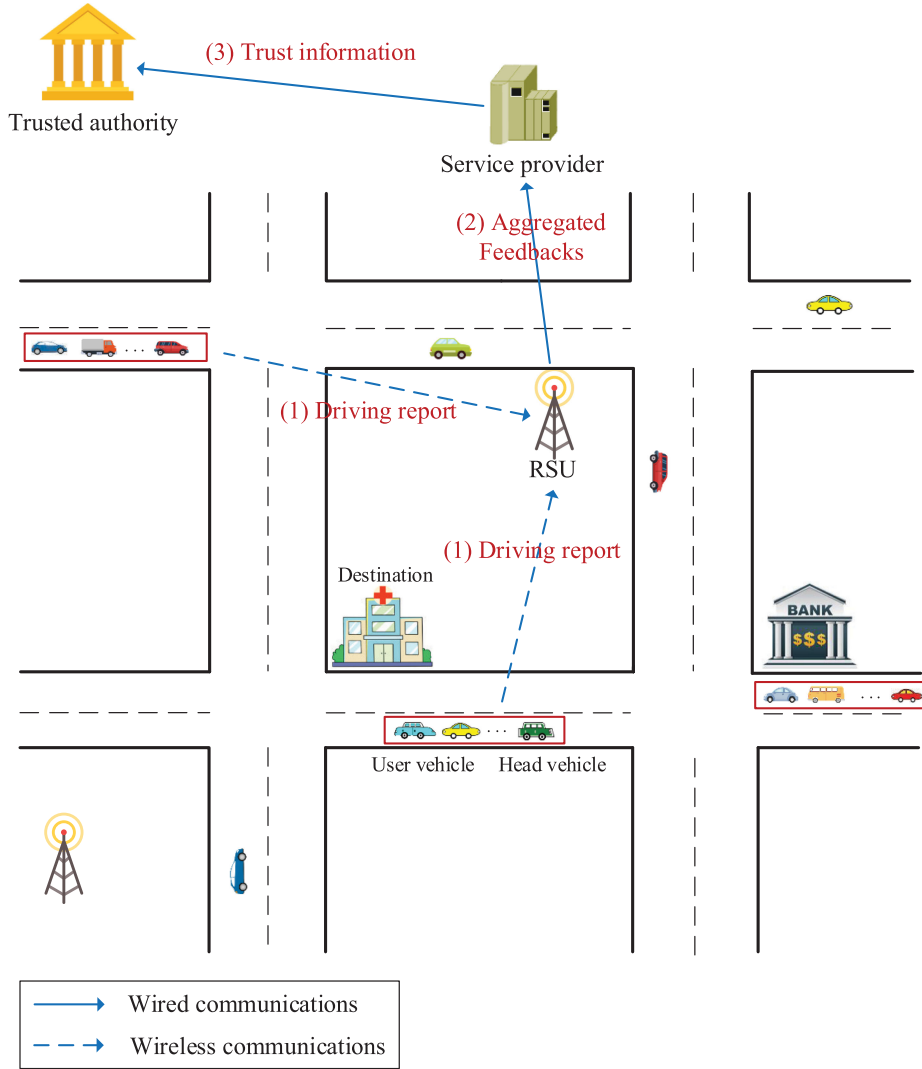 (3) Trust information
Trusted authority
Service provider
(2) Aggregated
Feedbacks
(1) Driving report
RSU
(1) Driving report
Destination
BANK
$$$
User vehicle
Head vehicle
Wired communications
Wireless communications